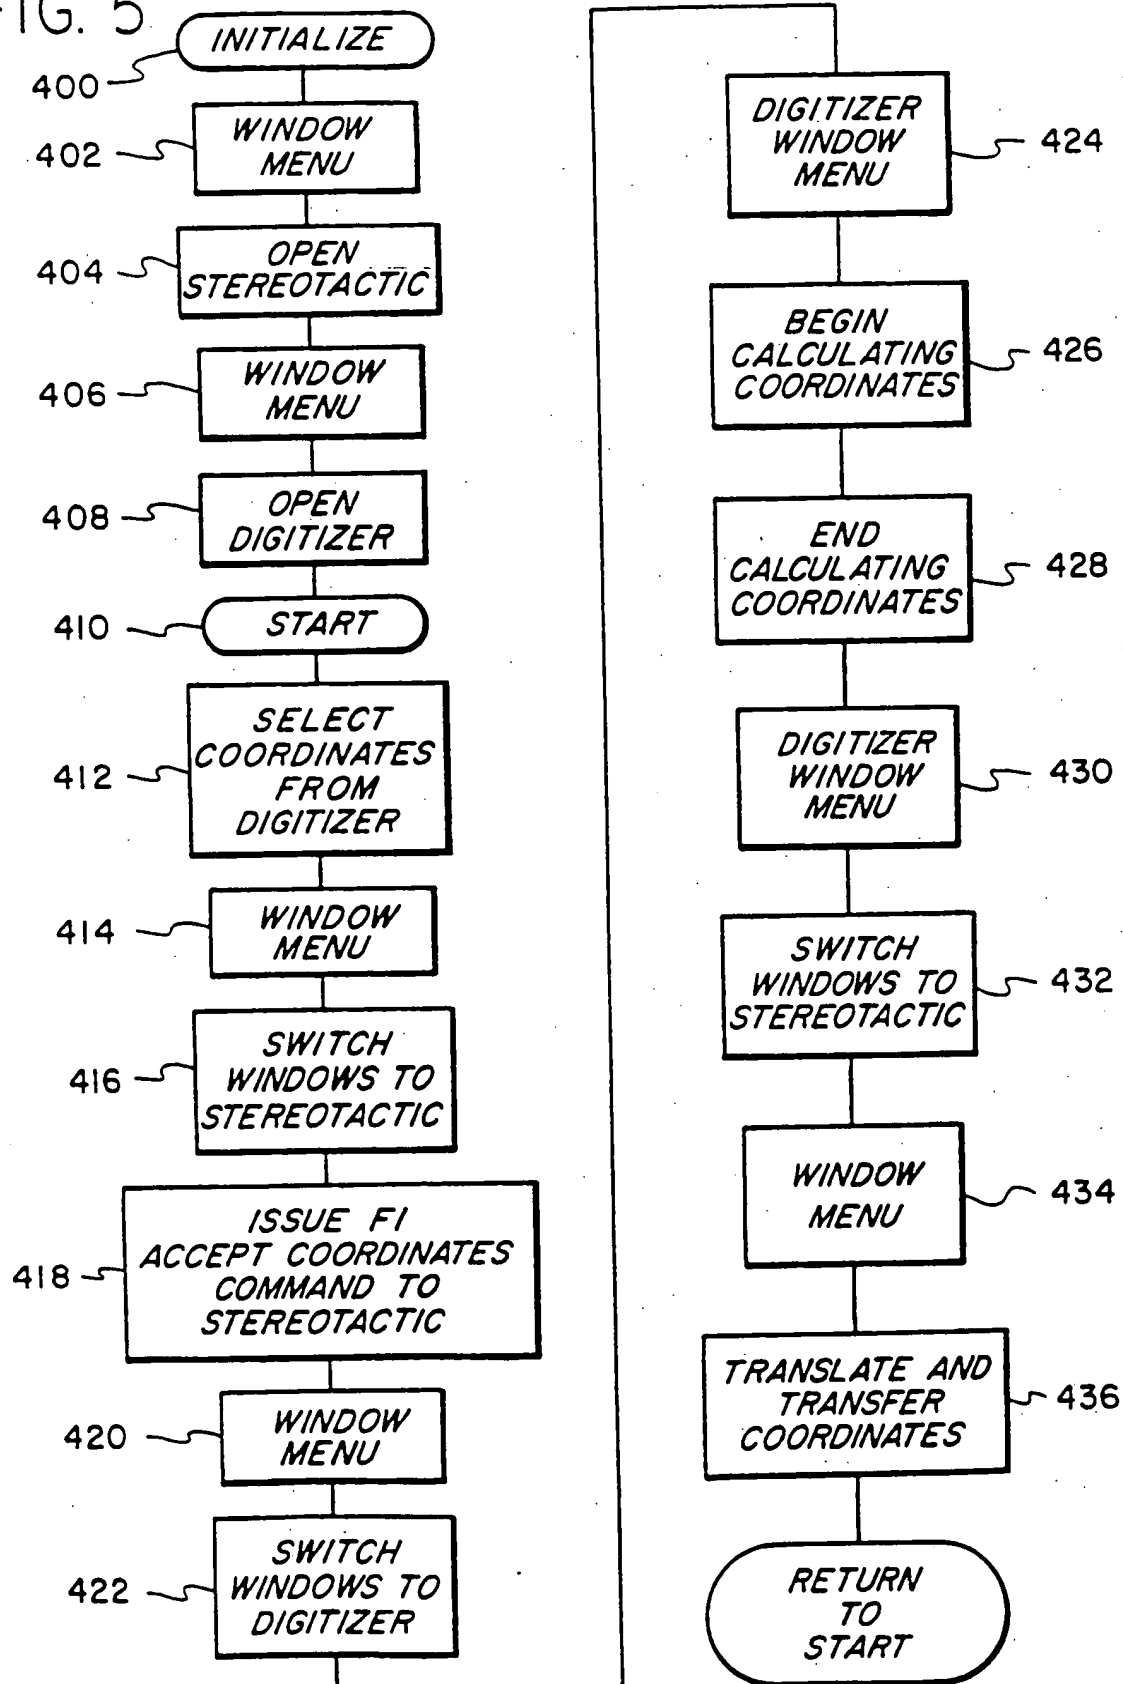 FIG. 5
INITIALIZE
400
WINDOW
MENU
402
OPEN
STEREOTACTIC
404
WINDOW
MENU
406
OPEN
DIGITIZER
408
START
410
SELECT
COORDINATES
FROM
DIGITIZER
412
WINDOW
MENU
414
SWITCH
WINDOWS TO
STEREOTACTIC
416
ISSUE F1
ACCEPT COORDINATES
COMMAND TO
STEREOTACTIC
418
WINDOW
MENU
420
SWITCH
WINDOWS TO
DIGITIZER
422
DIGITIZER
WINDOW
MENU
424
BEGIN
CALCULATING
COORDINATES
426
END
CALCULATING
COORDINATES
428
DIGITIZER
WINDOW
MENU
430
SWITCH
WINDOWS TO
STEREOTACTIC
432
WINDOW
MENU
434
TRANSLATE AND
TRANSFER
COORDINATES
436
RETURN
TO
START